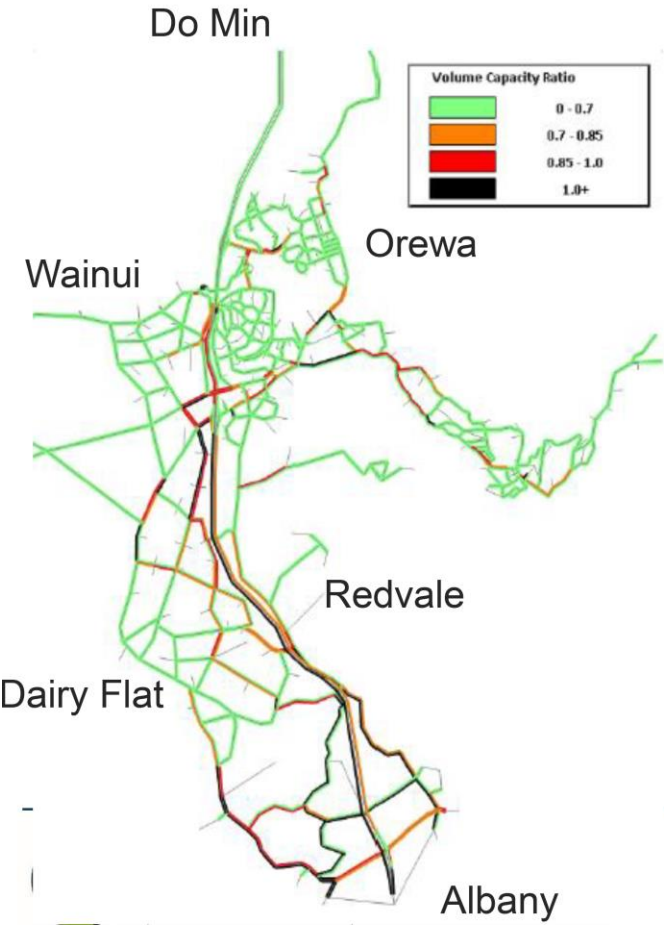 Do Min
Volume Capacity Ratio
0 - 0.7
0.7 - 0.85
0.85 - 1.0
1.0+
Orewa
Wainui
Redvale
Dairy Flat
Albany